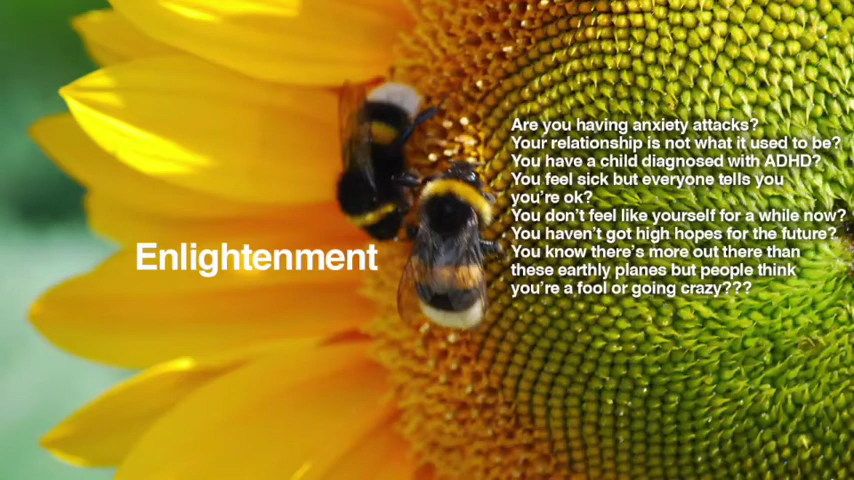 Enlightenment
Are you having anxiety attacks?
Your relationship is not what it used to be?
You have a child diagnosed with ADHD?
You feel sick but everyone tells you
you're ok?
You don't feel like yourself for a while now?
You haven't got high hopes for the future?
You know there's more out there than
these earthly planes but people think
you're a fool or going crazy???